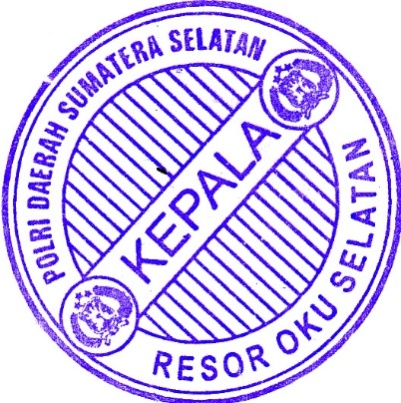 POLRI DAERAH SUMATERA SELATAN
KEPALA
RESOR OKU SELATAN